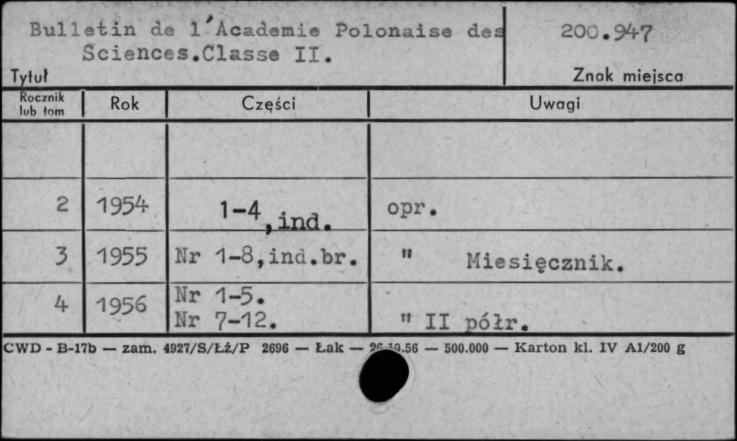 Bulletin de l'Academie Polonaise des 200.947
Sciences.Classe II.
Tytuł Znak miejsca
Rocznik lub tom Rok Części Uwagi
2 1954 1-4,ind. opr.
3 1955 Nr 1-8,ind.br. " Miesięcznik.
4 1956 Nr 1-5.
Nr 7-12. " II półr.
CWD - B-17b — zam. 4927/S/Łź/P 2696 — Łak — — 500.000 — Karton kl. IV A1/200 g